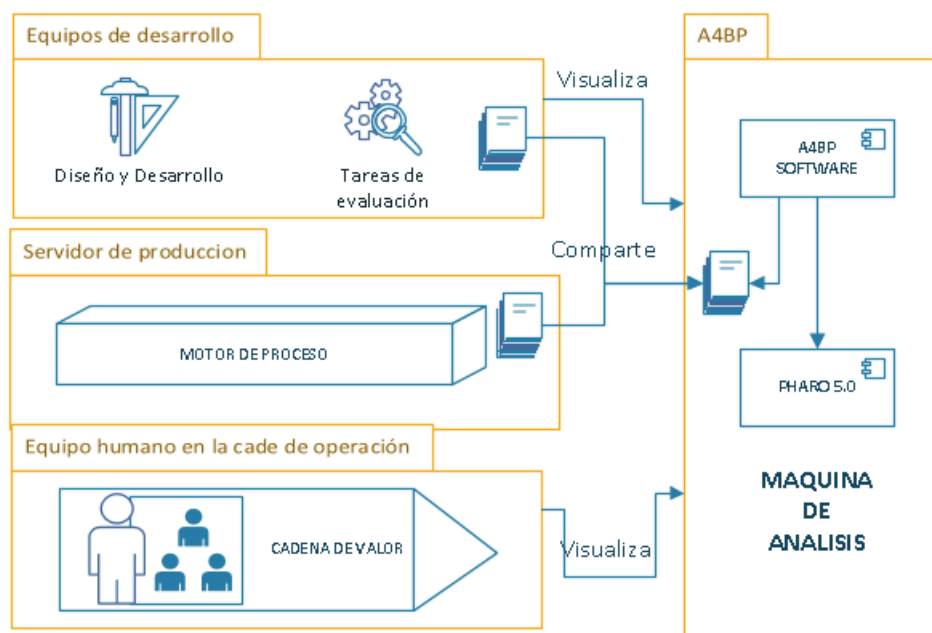 Equipos de desarrollo
Diseño y Desarrollo
Tareas de
evaluación
Visualiza
Servidor de produccion
MOTOR DE PROCESO
Comparte
Equipo humano en la cade de operación
CADENA DE VALOR
Visualiza
A4BP
A4BP
SOFTWARE
PHARO 5.0
MAQUINA
DE
ANALISIS